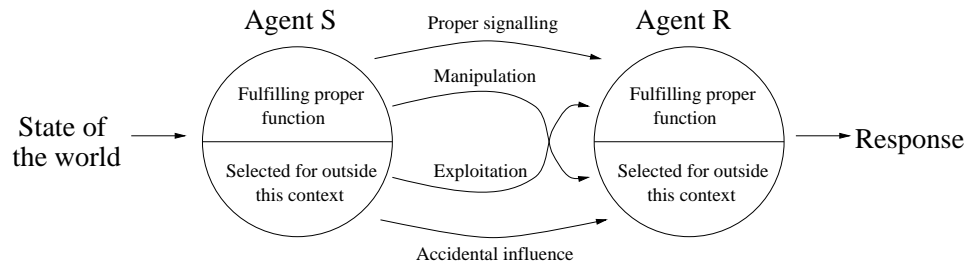 Agent S
Agent R
Proper signalling
Manipulation
Fulfilling proper
function
Fulfilling proper
function
State of
the world
Response
Selected for outside
this context
Exploitation
Selected for outside
this context
Accidental influence